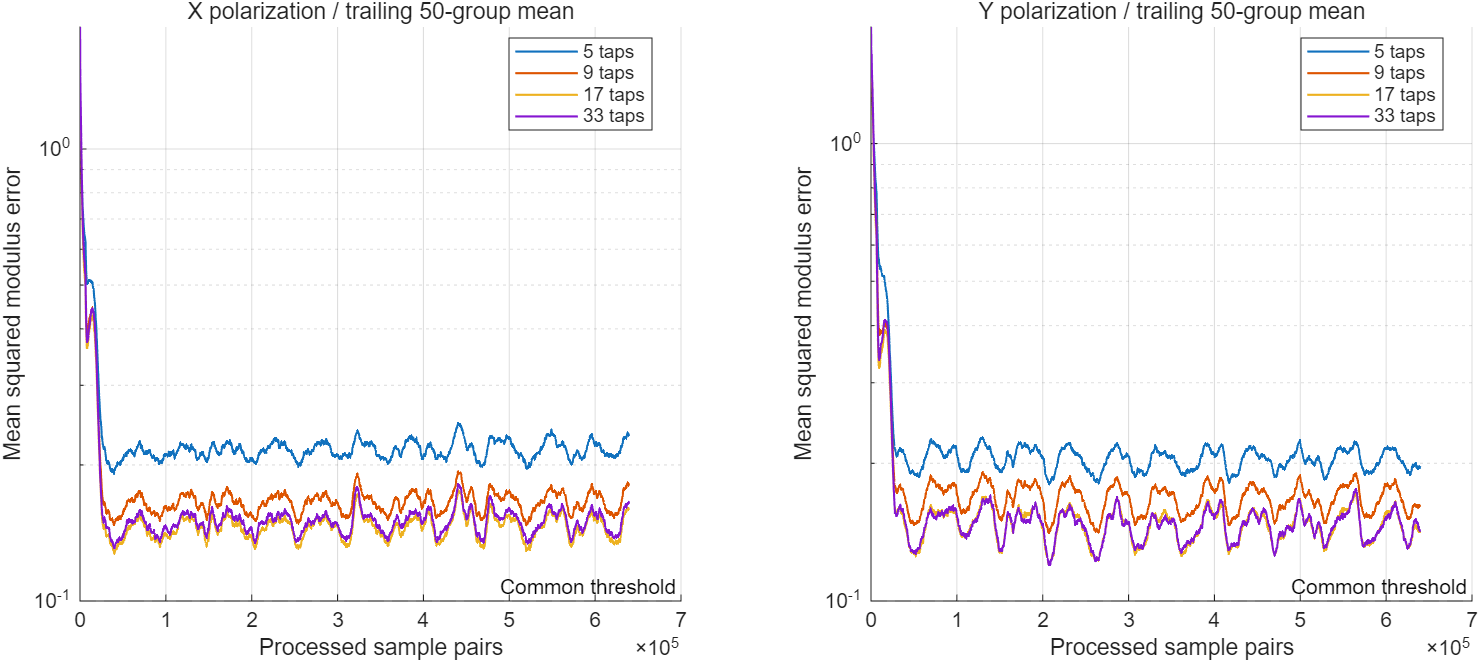 X polarization / trailing 50-group mean
5 taps
9 taps
17 taps
33 taps
10^0
10^-1
Mean squared modulus error
Common threshold
0 1 2 3 4 5 6 7
Processed sample pairs
×10^5
Y polarization / trailing 50-group mean
5 taps
9 taps
17 taps
33 taps
10^0
10^-1
Mean squared modulus error
Common threshold
0 1 2 3 4 5 6 7
Processed sample pairs
×10^5